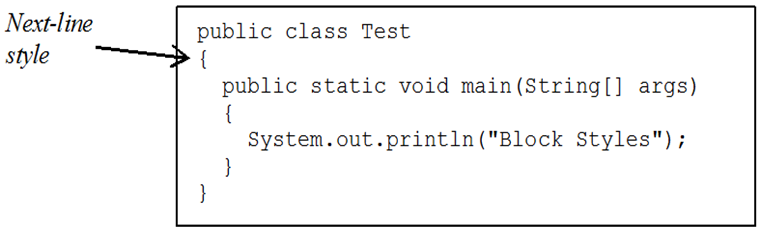 Next-line
style
public class Test
{
  public static void main(String[] args)
  {
    System.out.println("Block Styles");
  }
}